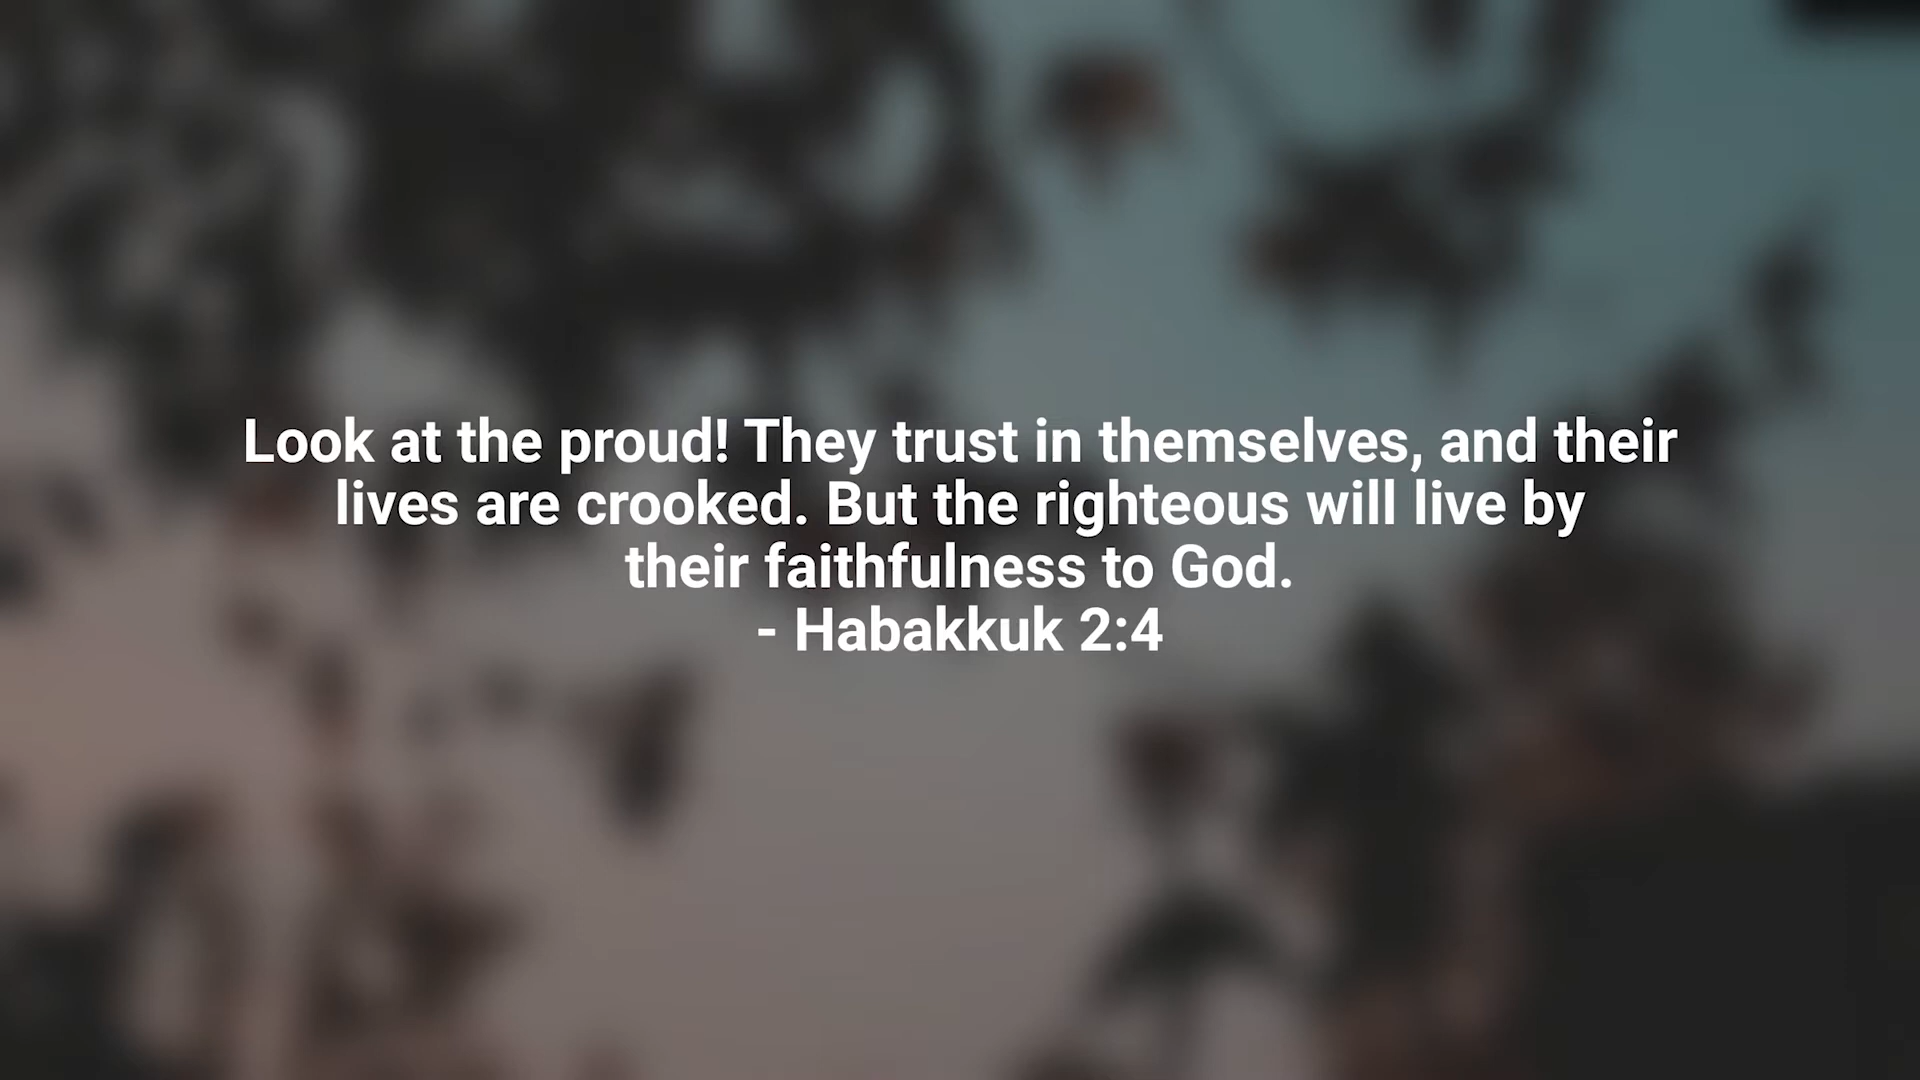 Look at the proud! They trust in themselves, and their
lives are crooked. But the righteous will live by
their faithfulness to God.
- Habakkuk 2:4